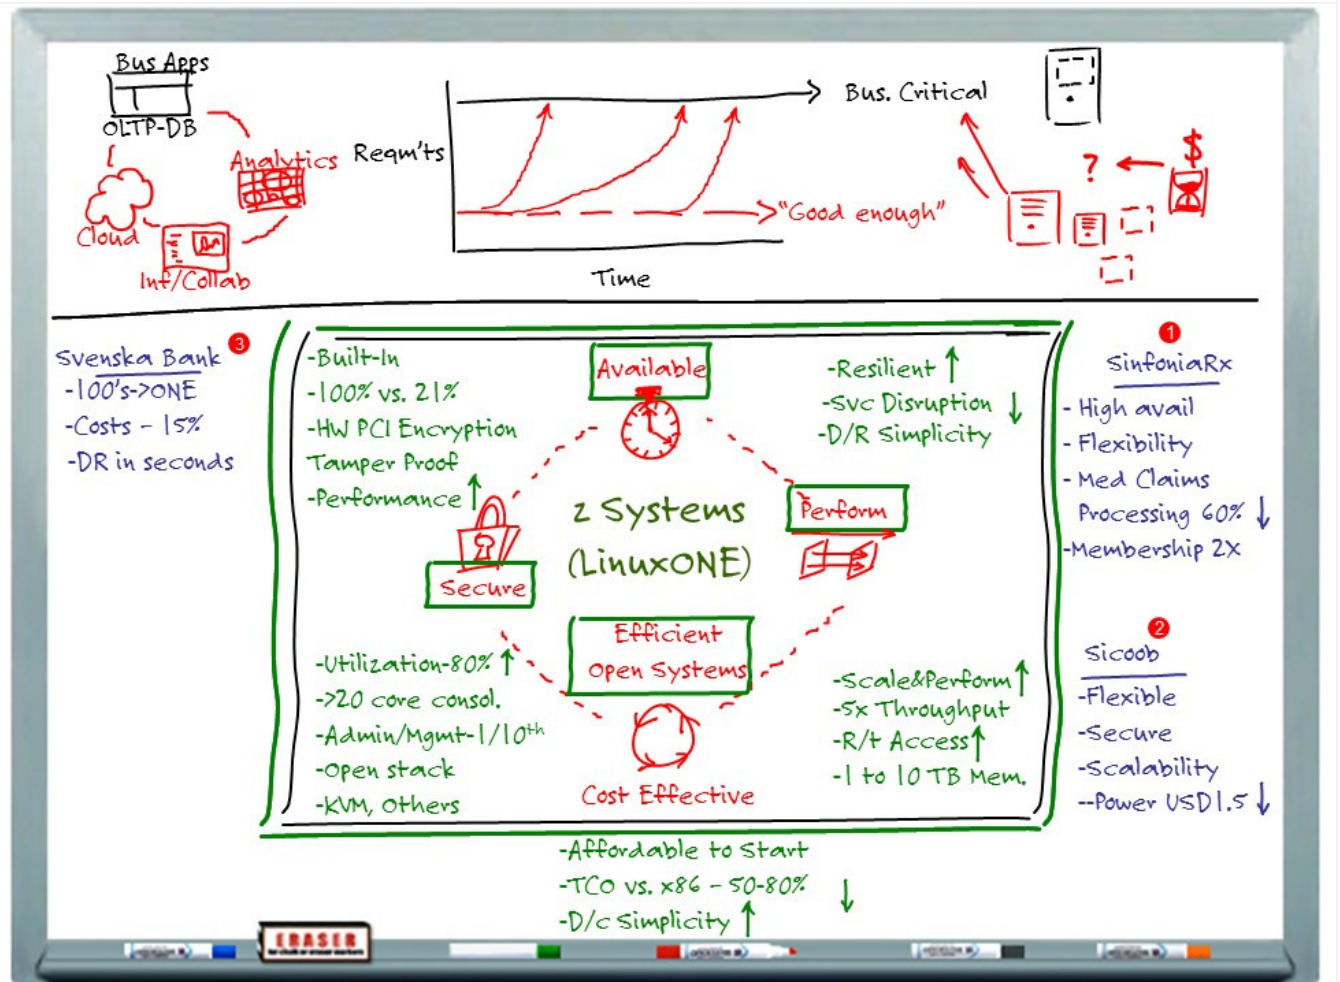 Bus Apps
OLTP-DB
Analytics
Cloud
Inf/Collab
Reqm'ts
Bus. Critical
"Good enough"
Time
?
$
Svenska Bank
3
-100's->ONE
-Costs - 15%
-DR in seconds
-Built-In
-100% vs. 21%
-HW PCI Encryption
Tamper Proof
-Performance
Available
-Resilient
-Svc Disruption
-D/R Simplicity
z Systems
(LinuxONE)
Perform
Secure
Efficient
Open Systems
Cost Effective
-Utilization-80%
->20 core consol.
-Admin/Mgmt-1/10th
-Open stack
-KVM, Others
-Scale&Perform
-5x Throughput
-R/t Access
-1 to 10 TB Mem.
1
SinfoniaRx
- High avail
- Flexibility
- Med Claims
Processing 60%
-Membership 2X
2
Sicoob
-Flexible
-Secure
-Scalability
--Power USD1.5
-Affordable to Start
-TCO vs. x86 - 50-80%
-D/c Simplicity
ERASER